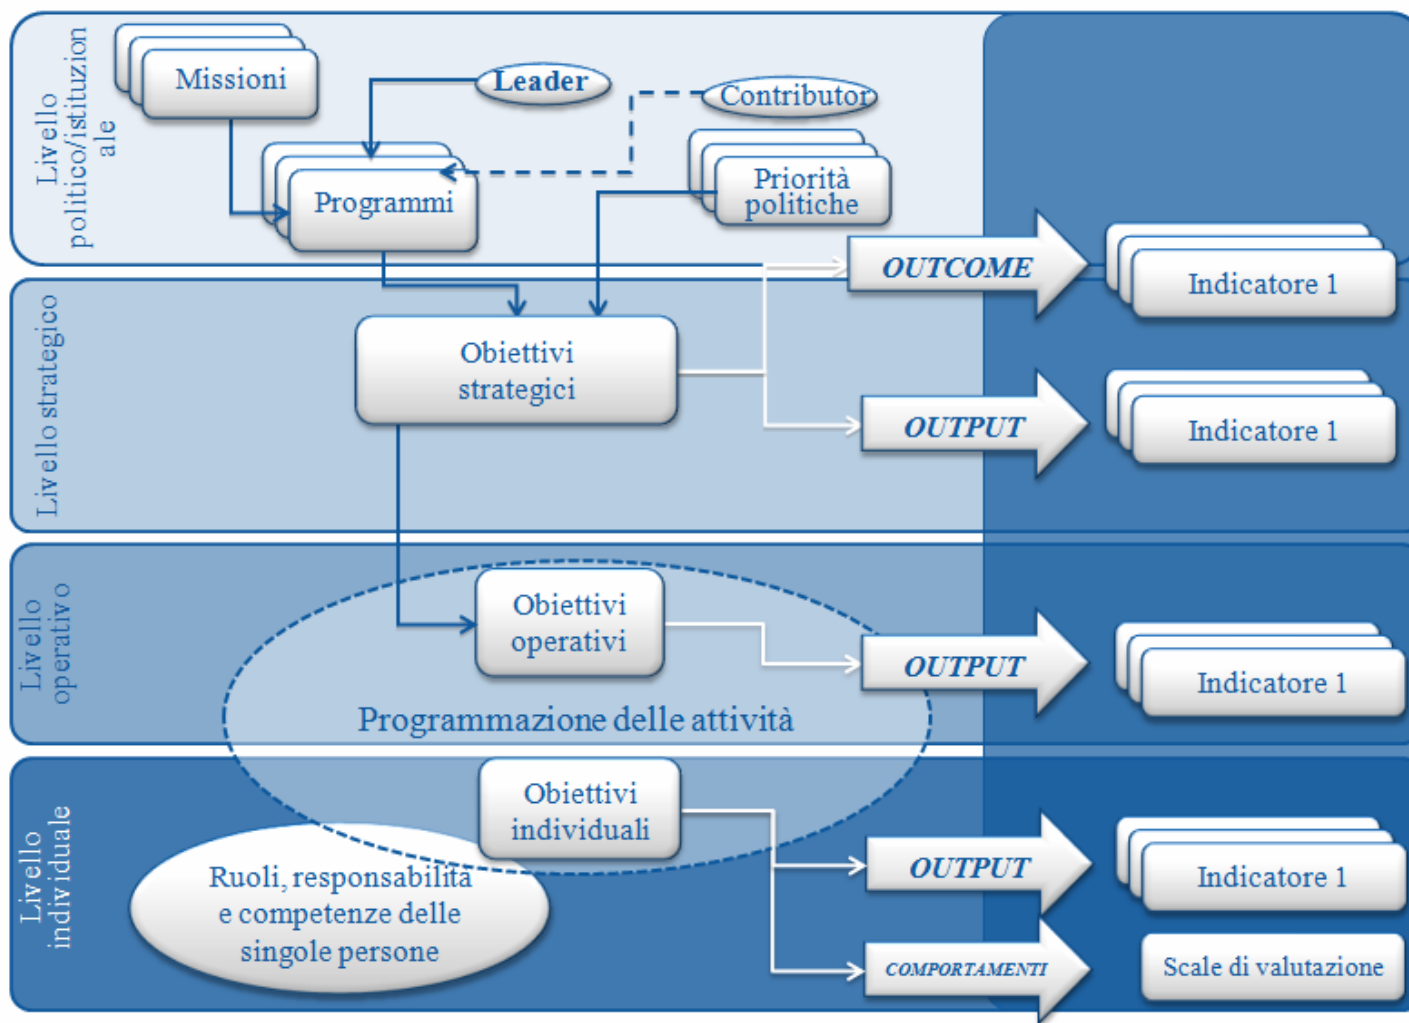 Livello
politico/istituzion
ale
Missioni
Leader
Contributor
Programmi
Priorità
politiche
OUTCOME
Indicatore 1
Livello strategico
Obiettivi
strategici
OUTPUT
Indicatore 1
Livello
operativo
Obiettivi
operativi
OUTPUT
Indicatore 1
Programmazione delle attività
Livello
individuale
Obiettivi
individuali
OUTPUT
Indicatore 1
Ruoli, responsabilità
e competenze delle
singole persone
COMPORTAMENTI
Scale di valutazione